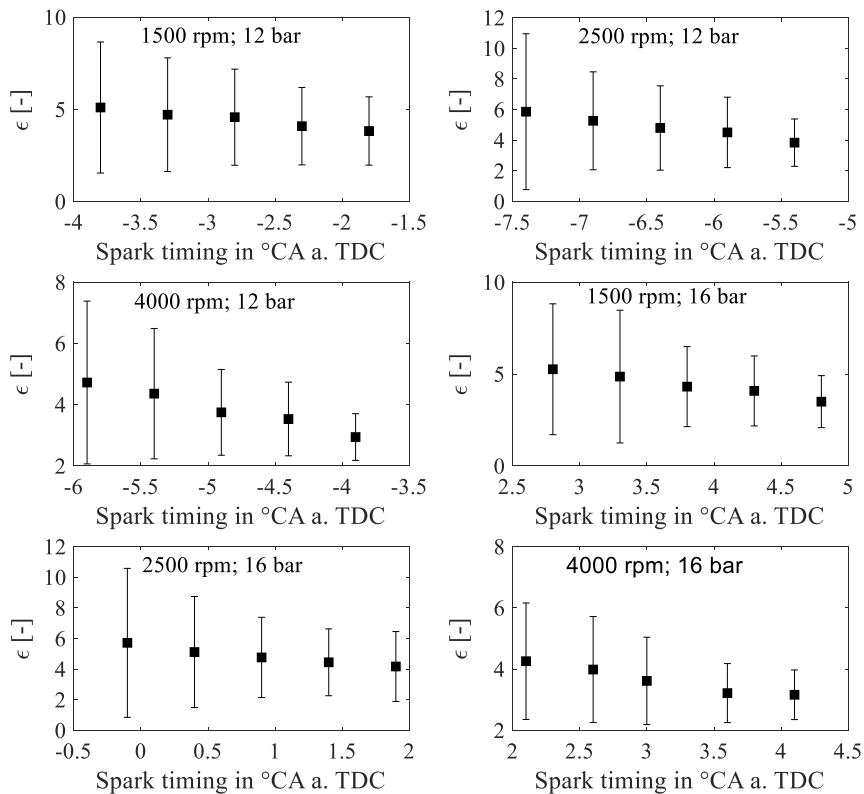 1500 rpm; 12 bar
10
5
0
ϵ [-]
-4 -3.5 -3 -2.5 -2 -1.5
Spark timing in °CA a. TDC
2500 rpm; 12 bar
12
10
8
6
4
2
0
ϵ [-]
-7.5 -7 -6.5 -6 -5.5 -5
Spark timing in °CA a. TDC
4000 rpm; 12 bar
8
6
4
2
ϵ [-]
-6 -5.5 -5 -4.5 -4 -3.5
Spark timing in °CA a. TDC
1500 rpm; 16 bar
10
5
0
ϵ [-]
2.5 3 3.5 4 4.5 5
Spark timing in °CA a. TDC
2500 rpm; 16 bar
12
10
8
6
4
2
0
ϵ [-]
-0.5 0 0.5 1 1.5 2
Spark timing in °CA a. TDC
4000 rpm; 16 bar
8
6
4
2
ϵ [-]
2 2.5 3 3.5 4 4.5
Spark timing in °CA a. TDC